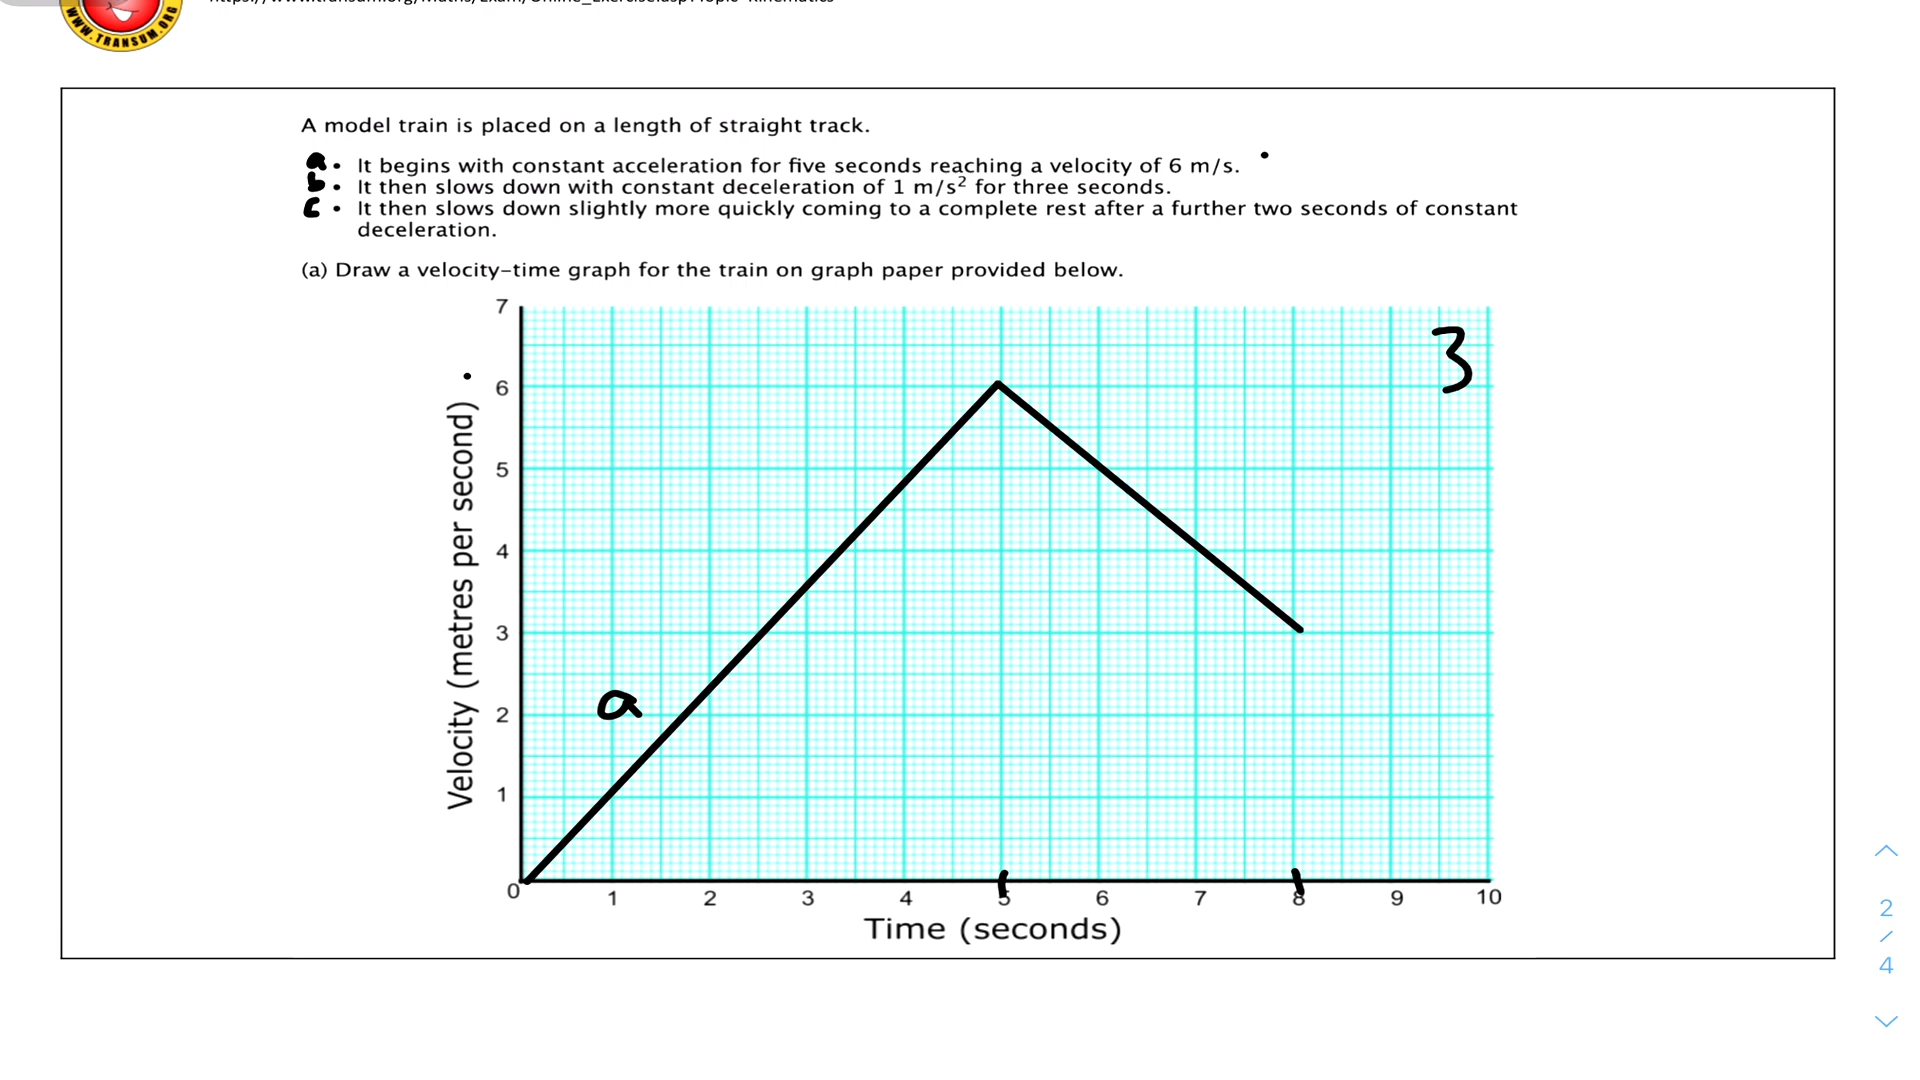 WWW.TRANSUM.ORG
A model train is placed on a length of straight track.
a • It begins with constant acceleration for five seconds reaching a velocity of 6 m/s.
b • It then slows down with constant deceleration of 1 m/s² for three seconds.
c • It then slows down slightly more quickly coming to a complete rest after a further two seconds of constant
deceleration.
(a) Draw a velocity-time graph for the train on graph paper provided below.
7
3
6
5
4
3
2
1
a
Velocity (metres per second)
0 1 2 3 4 5 6 7 8 9 10
Time (seconds)
2
/
4